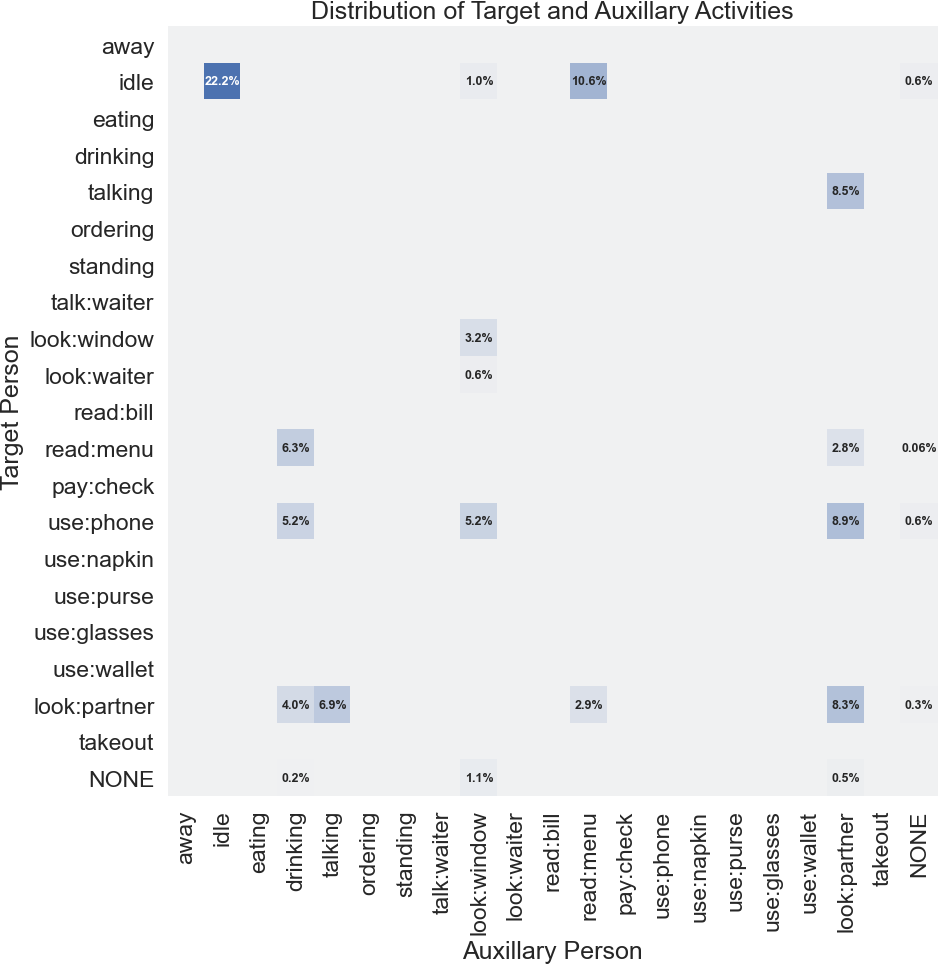 Distribution of Target and Auxillary Activities
Target Person
away
idle 22.2% 1.0% 10.6% 0.6%
eating
drinking
talking 8.5%
ordering
standing
talk:waiter
look:window 3.2%
look:waiter 0.6%
read:bill
read:menu 6.3% 2.8% 0.06%
pay:check
use:phone 5.2% 5.2% 8.9% 0.6%
use:napkin
use:purse
use:glasses
use:wallet
look:partner 4.0% 6.9% 2.9% 8.3% 0.3%
takeout
NONE 0.2% 1.1% 0.5%
away idle eating drinking talking ordering standing talk:waiter look:window look:waiter read:bill read:menu pay:check use:phone use:napkin use:purse use:glasses use:wallet look:partner takeout NONE
Auxillary Person